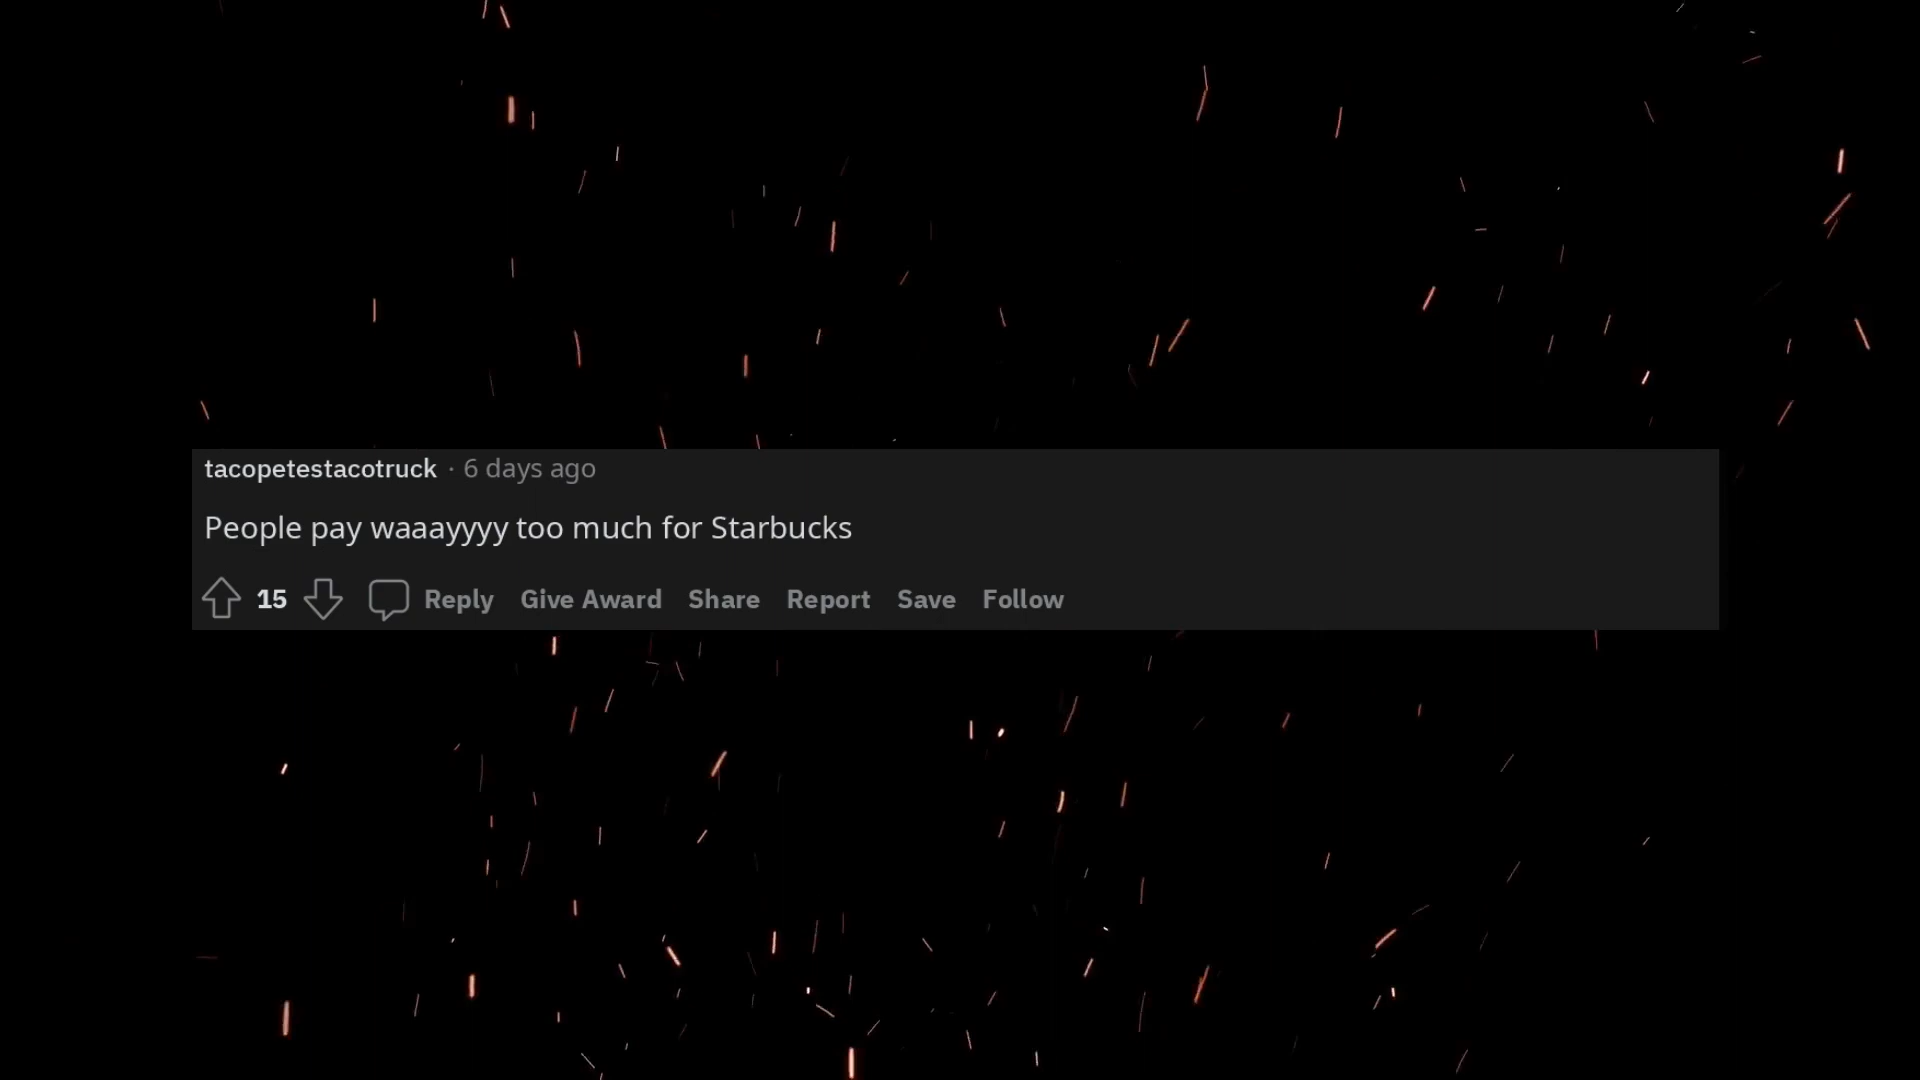 tacopetestacotruck · 6 days ago
People pay waaayyyy too much for Starbucks
15 Reply Give Award Share Report Save Follow